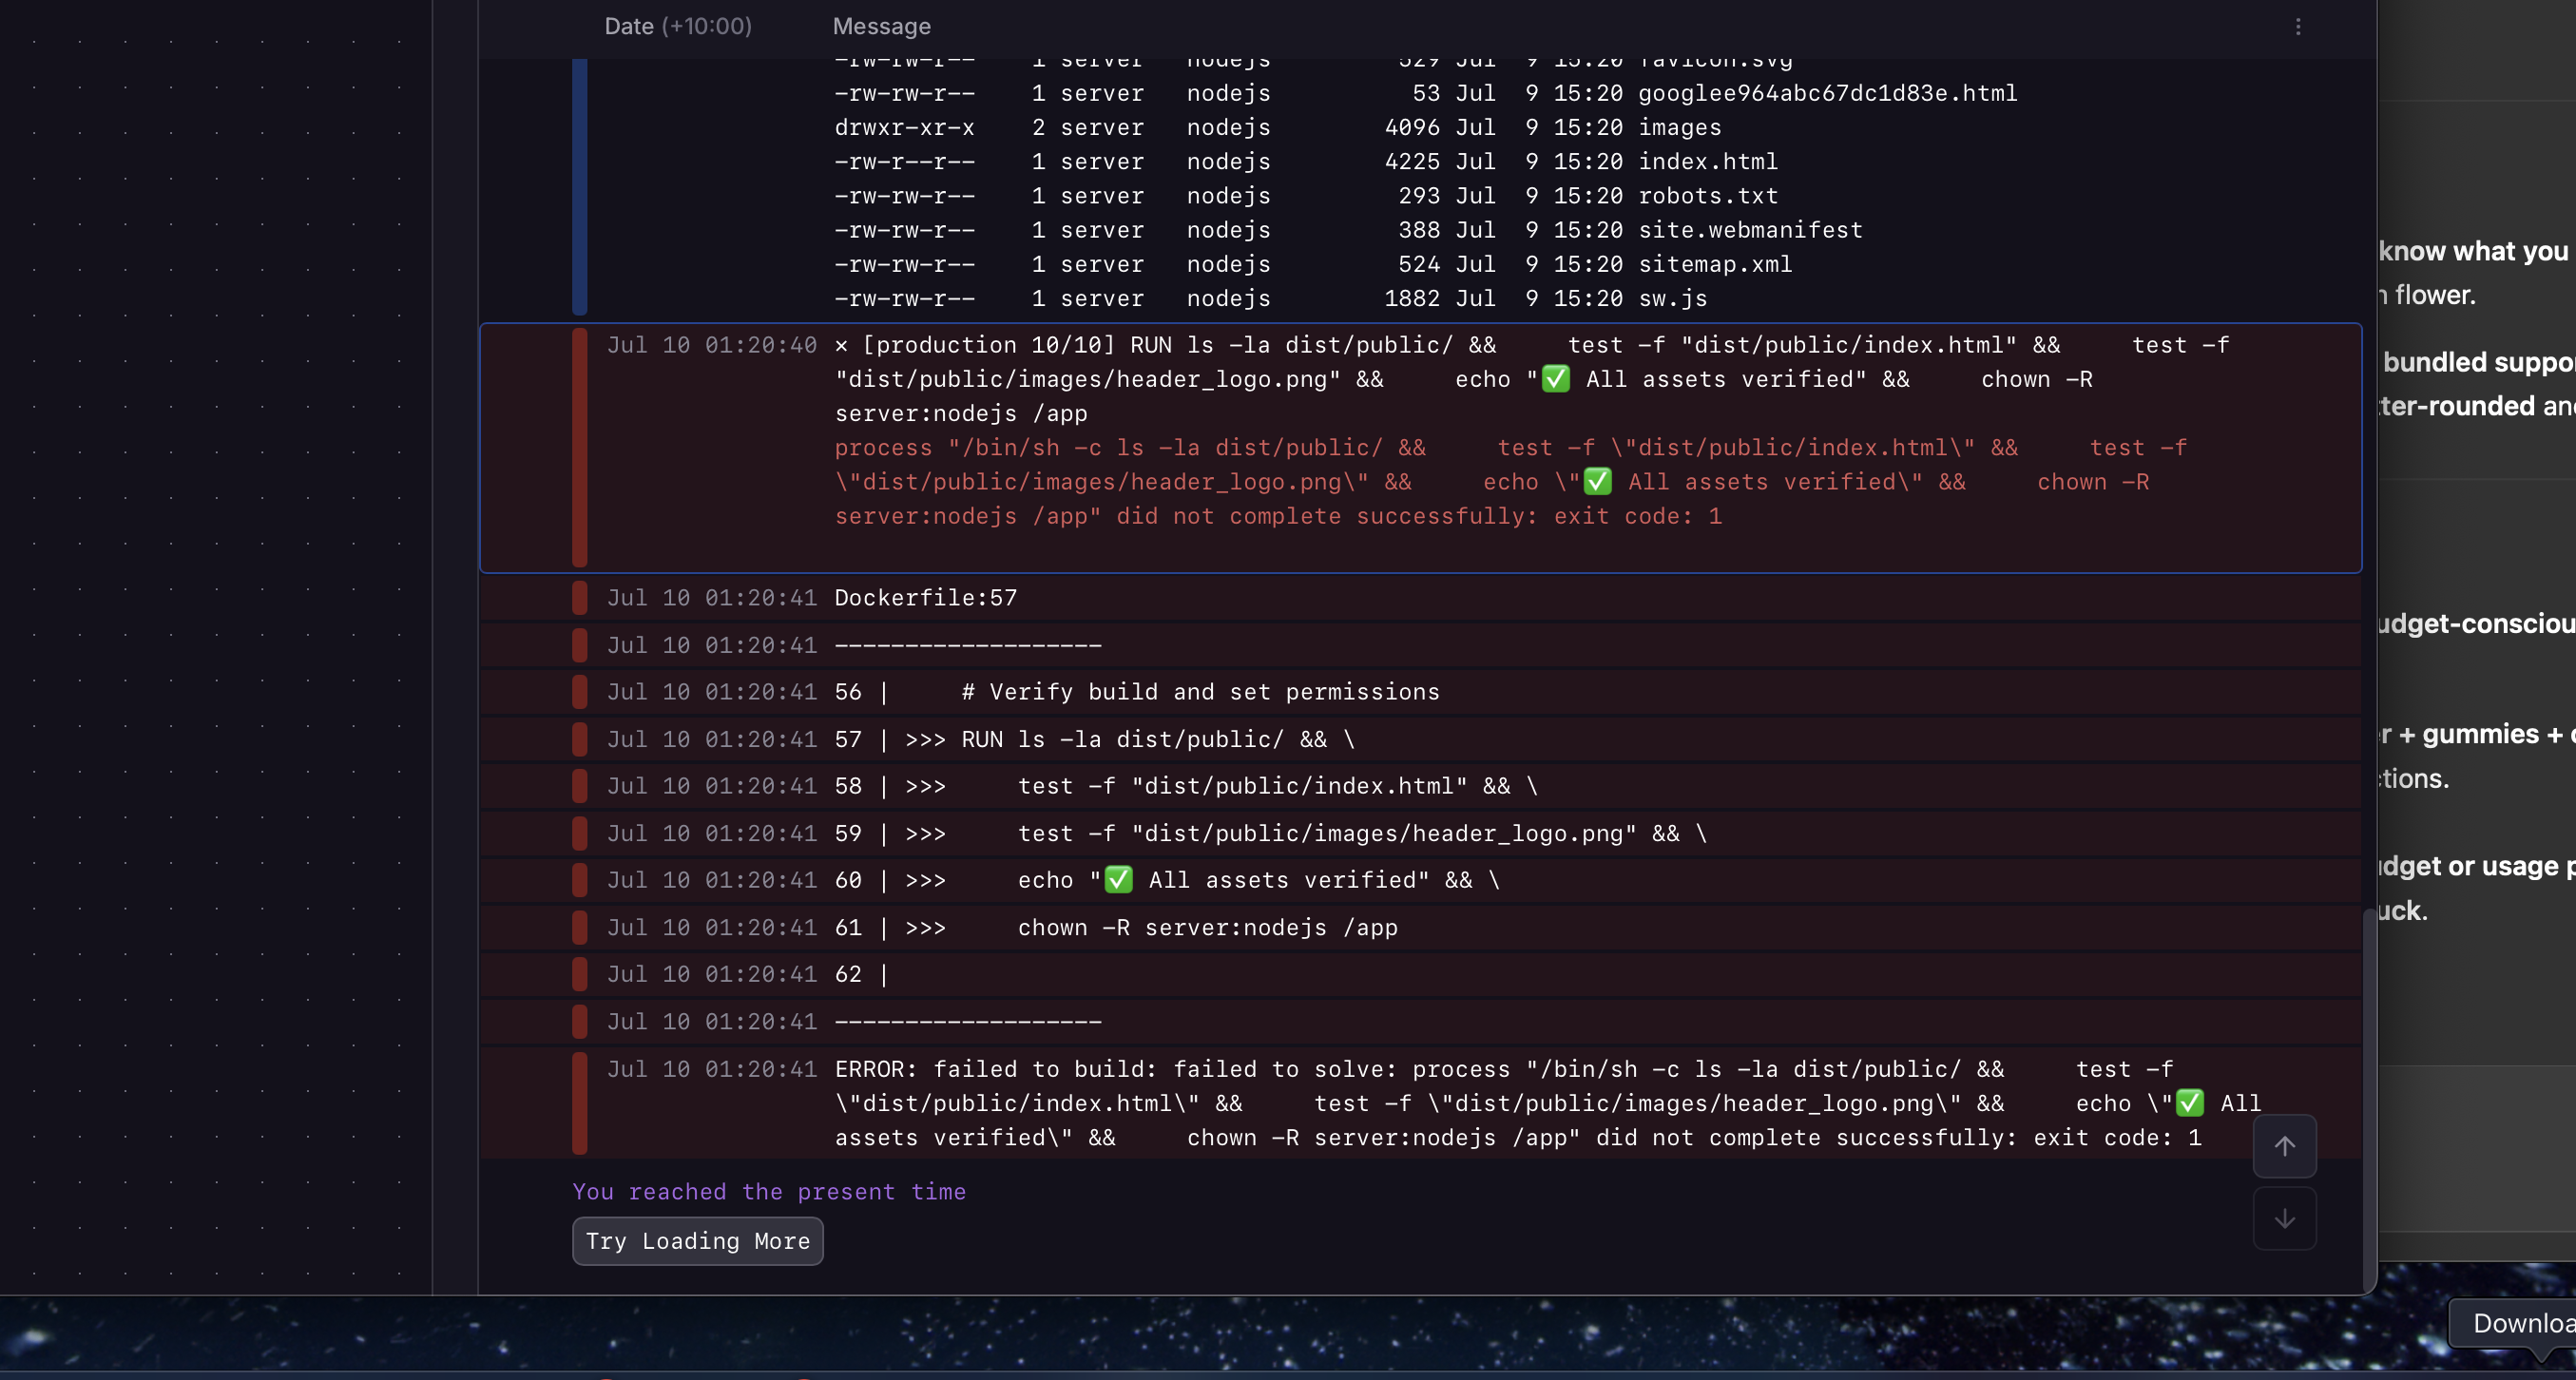 Date (+10:00) Message
-rw-rw-r-- 1 server nodejs 529 Jul 9 15:20 favicon.svg
-rw-rw-r-- 1 server nodejs 53 Jul 9 15:20 googlee964abc67dc1d83e.html
drwxr-xr-x 2 server nodejs 4096 Jul 9 15:20 images
-rw-r--r-- 1 server nodejs 4225 Jul 9 15:20 index.html
-rw-rw-r-- 1 server nodejs 293 Jul 9 15:20 robots.txt
-rw-rw-r-- 1 server nodejs 388 Jul 9 15:20 site.webmanifest
-rw-rw-r-- 1 server nodejs 524 Jul 9 15:20 sitemap.xml
-rw-rw-r-- 1 server nodejs 1882 Jul 9 15:20 sw.js
Jul 10 01:20:40 × [production 10/10] RUN ls -la dist/public/ && test -f "dist/public/index.html" && test -f
"dist/public/images/header_logo.png" && echo "✅ All assets verified" && chown -R
server:nodejs /app
process "/bin/sh -c ls -la dist/public/ && test -f \"dist/public/index.html\" && test -f
\"dist/public/images/header_logo.png\" && echo \"✅ All assets verified\" && chown -R
server:nodejs /app" did not complete successfully: exit code: 1
Jul 10 01:20:41 Dockerfile:57
Jul 10 01:20:41 -------------------
Jul 10 01:20:41 56 | # Verify build and set permissions
Jul 10 01:20:41 57 | >>> RUN ls -la dist/public/ && \
Jul 10 01:20:41 58 | >>> test -f "dist/public/index.html" && \
Jul 10 01:20:41 59 | >>> test -f "dist/public/images/header_logo.png" && \
Jul 10 01:20:41 60 | >>> echo "✅ All assets verified" && \
Jul 10 01:20:41 61 | >>> chown -R server:nodejs /app
Jul 10 01:20:41 62 |
Jul 10 01:20:41 -------------------
Jul 10 01:20:41 ERROR: failed to build: failed to solve: process "/bin/sh -c ls -la dist/public/ && test -f
\"dist/public/index.html\" && test -f \"dist/public/images/header_logo.png\" && echo \"✅ All
assets verified\" && chown -R server:nodejs /app" did not complete successfully: exit code: 1
You reached the present time
Try Loading More
know what you
flower.
bundled
tter-rounded
udget-consciou
r + gummies +
ctions.
dget or usage
uck.
Downloa